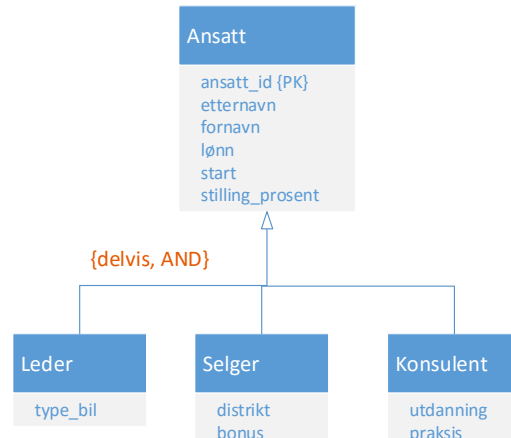 Ansatt
ansatt_id {PK}
etternavn
fornavn
lønn
start
stilling_prosent
{delvis, AND}
Leder
type_bil
Selger
distrikt
bonus
Konsulent
utdanning
praksis